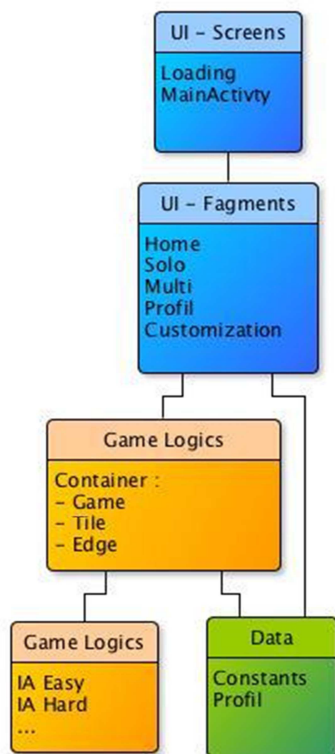 UI - Screens
Loading
MainActivty
UI - Fagments
Home
Solo
Multi
Profil
Customization
Game Logics
Container :
- Game
- Tile
- Edge
Game Logics
IA Easy
IA Hard
...
Data
Constants
Profil